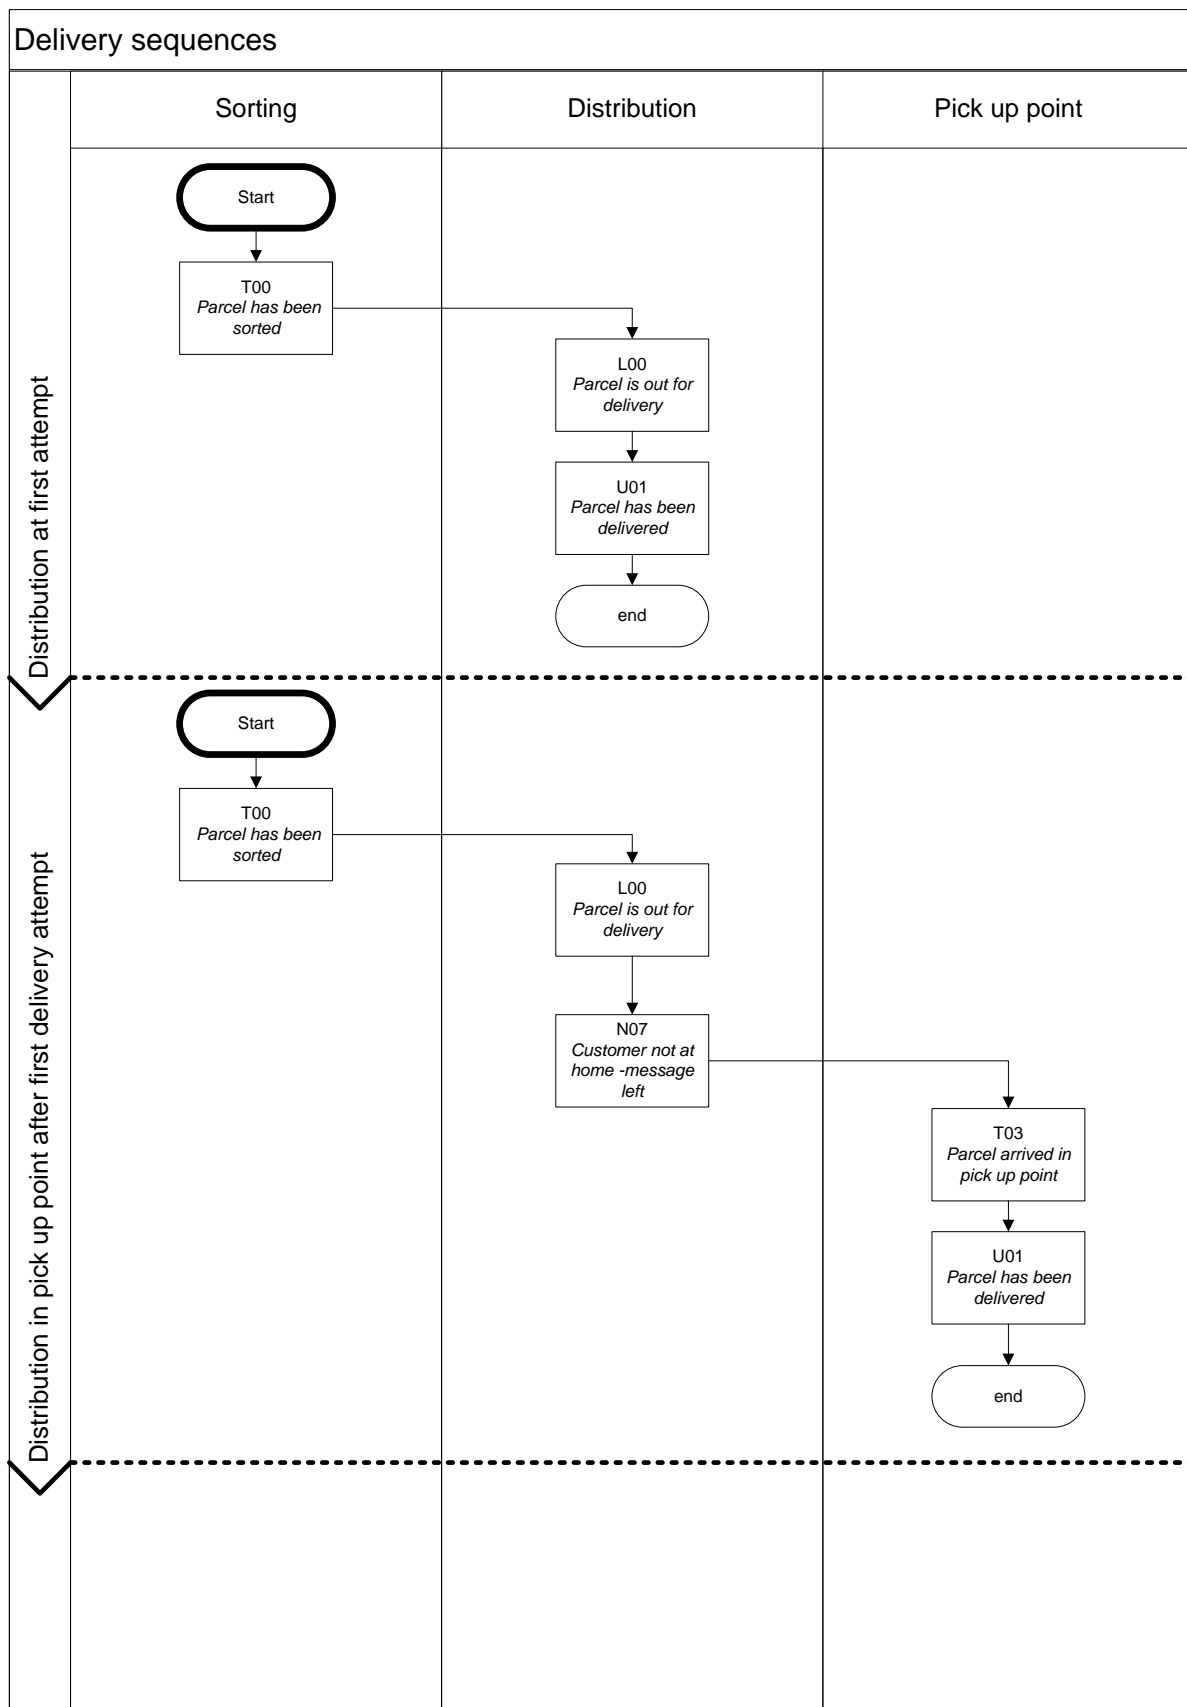 Delivery sequences
Sorting
Distribution
Pick up point
Distribution at first attempt
Start
T00
Parcel has been
sorted
L00
Parcel is out for
delivery
U01
Parcel has been
delivered
end
Distribution in pick up point after first delivery attempt
Start
T00
Parcel has been
sorted
L00
Parcel is out for
delivery
N07
Customer not at
home -message
left
T03
Parcel arrived in
pick up point
U01
Parcel has been
delivered
end